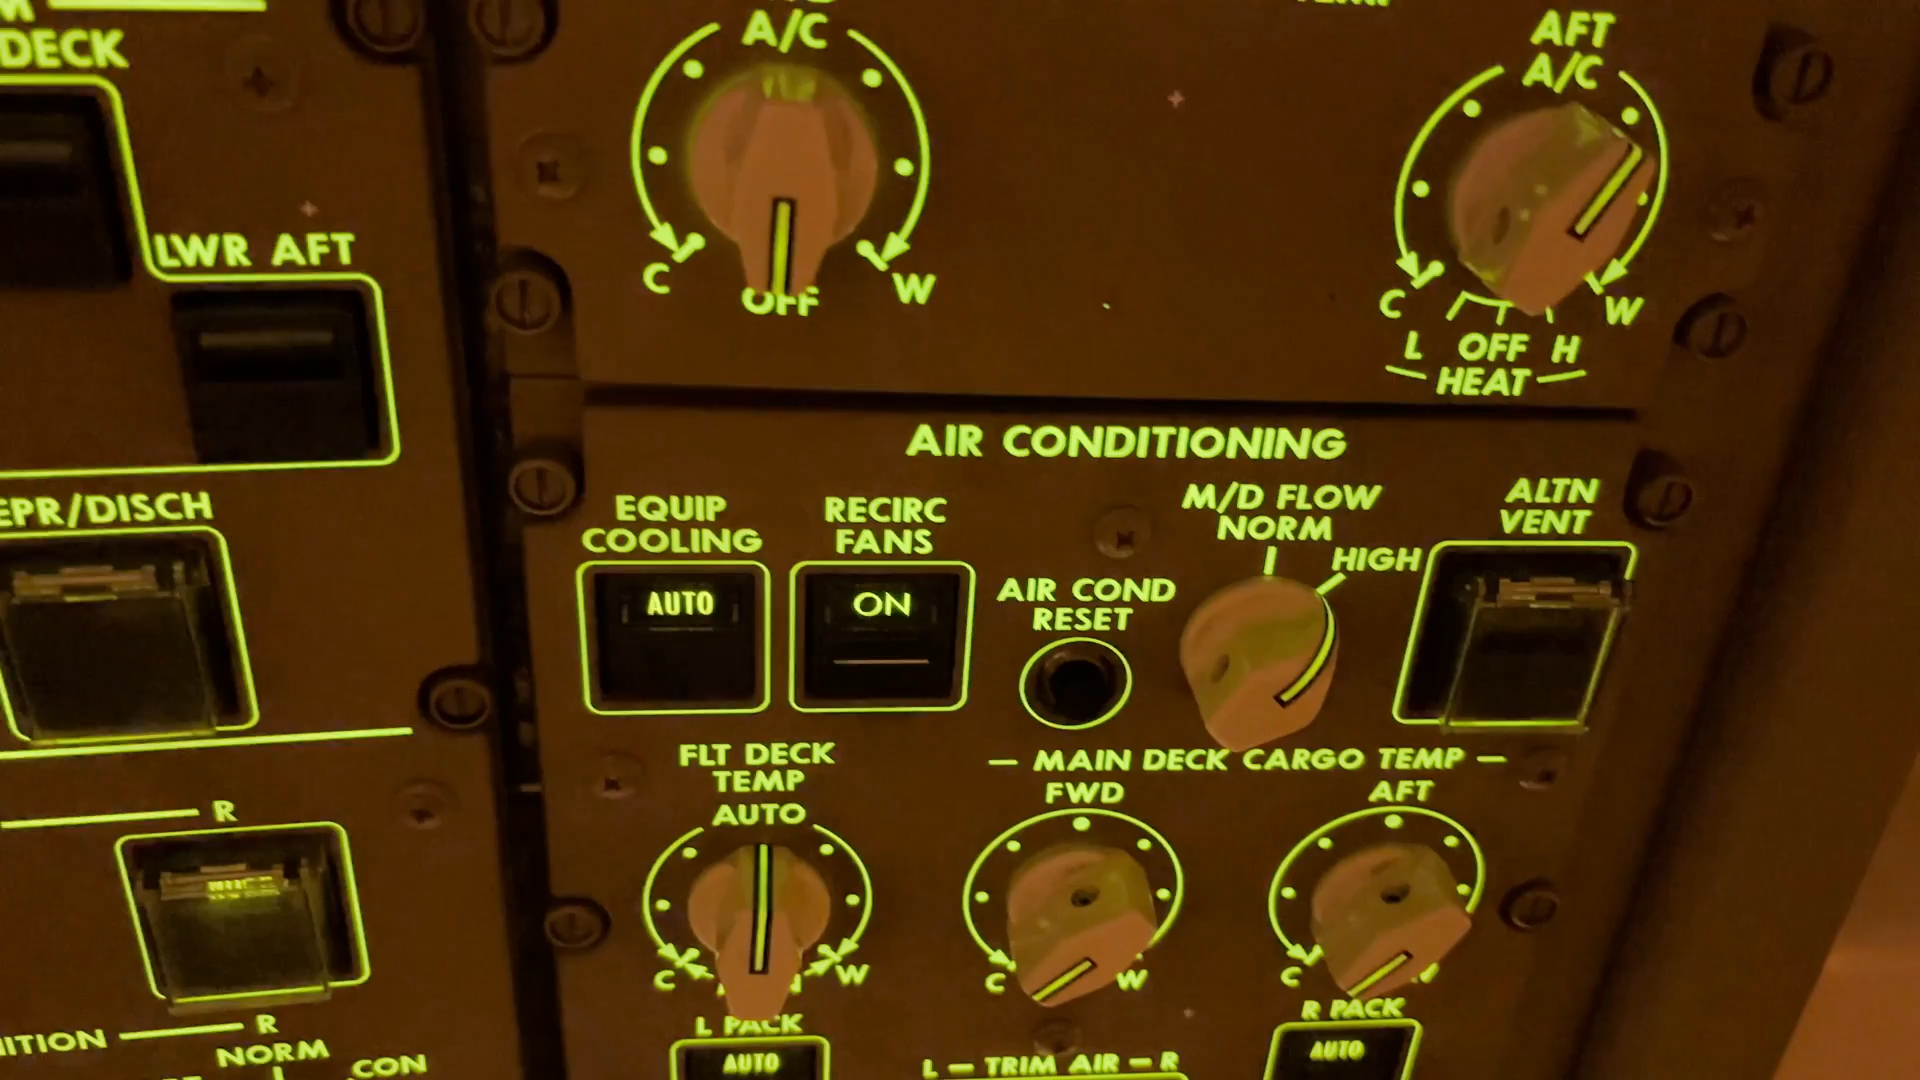 DECK
LWR AFT
EPR/DISCH
R
R
NORM
CON
A/C
C
OFF
W
AFT
A/C
C
W
L OFF H
HEAT
AIR CONDITIONING
EQUIP
COOLING
AUTO
RECIRC
FANS
ON
AIR COND
RESET
M/D FLOW
NORM
HIGH
ALTN
VENT
FLT DECK
TEMP
AUTO
C
W
— MAIN DECK CARGO TEMP —
FWD
C
W
AFT
C
L PACK
AUTO
L — TRIM AIR — R
R PACK
AUTO